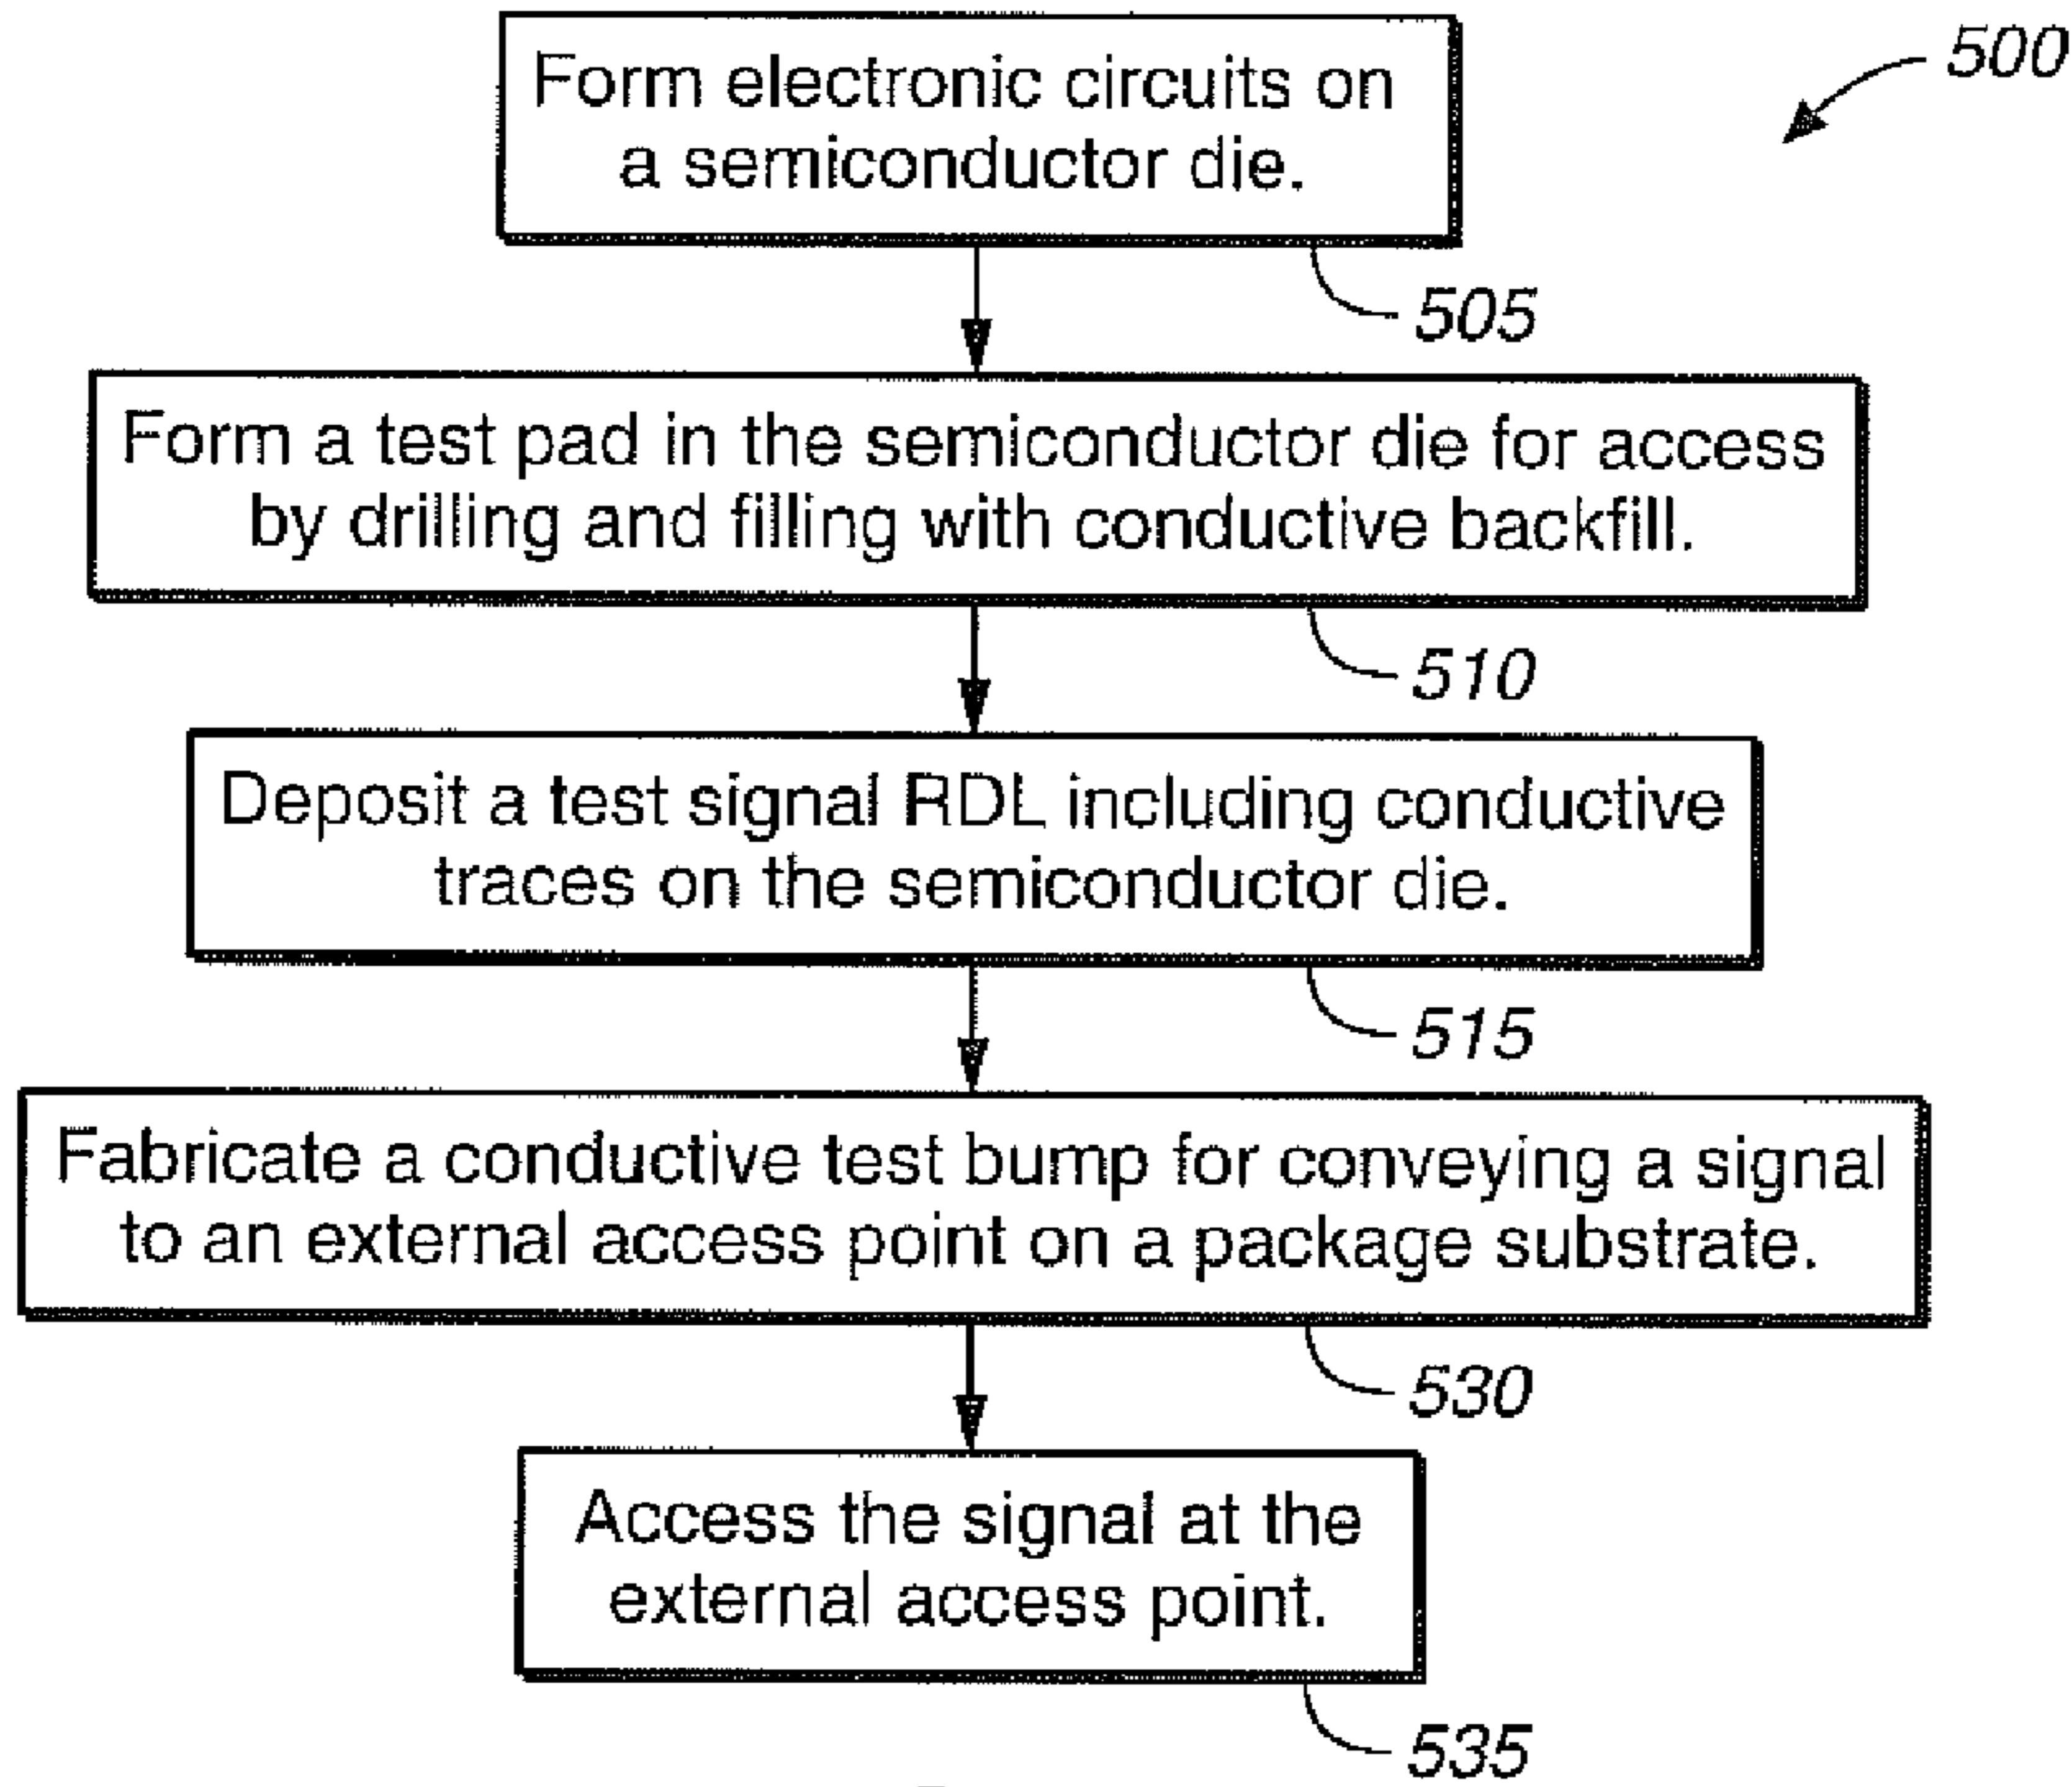 Form electronic circuits on
a semiconductor die.
500
505
Form a test pad in the semiconductor die for access
by drilling and filling with conductive backfill.
510
Deposit a test signal RDL including conductive
traces on the semiconductor die.
515
Fabricate a conductive test bump for conveying a signal
to an external access point on a package substrate.
530
Access the signal at the
external access point.
535